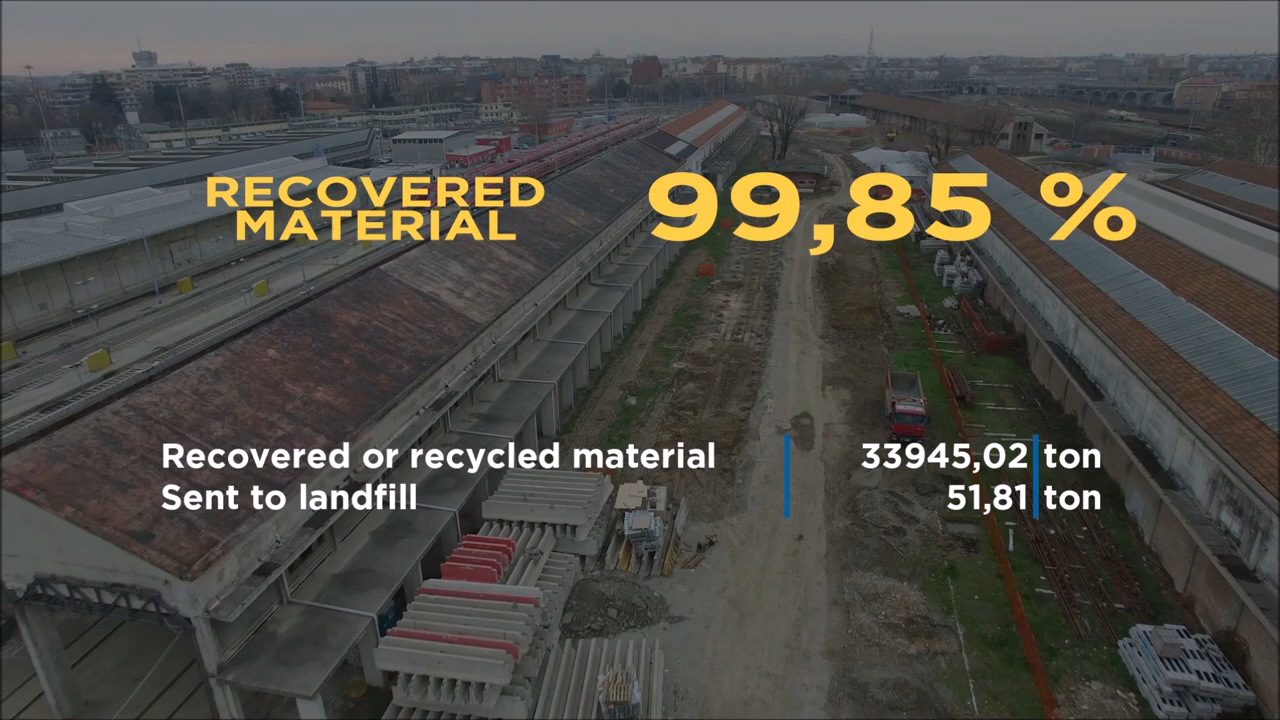 RECOVERED
MATERIAL
99,85 %
Recovered or recycled material 33945,02 ton
Sent to landfill 51,81 ton